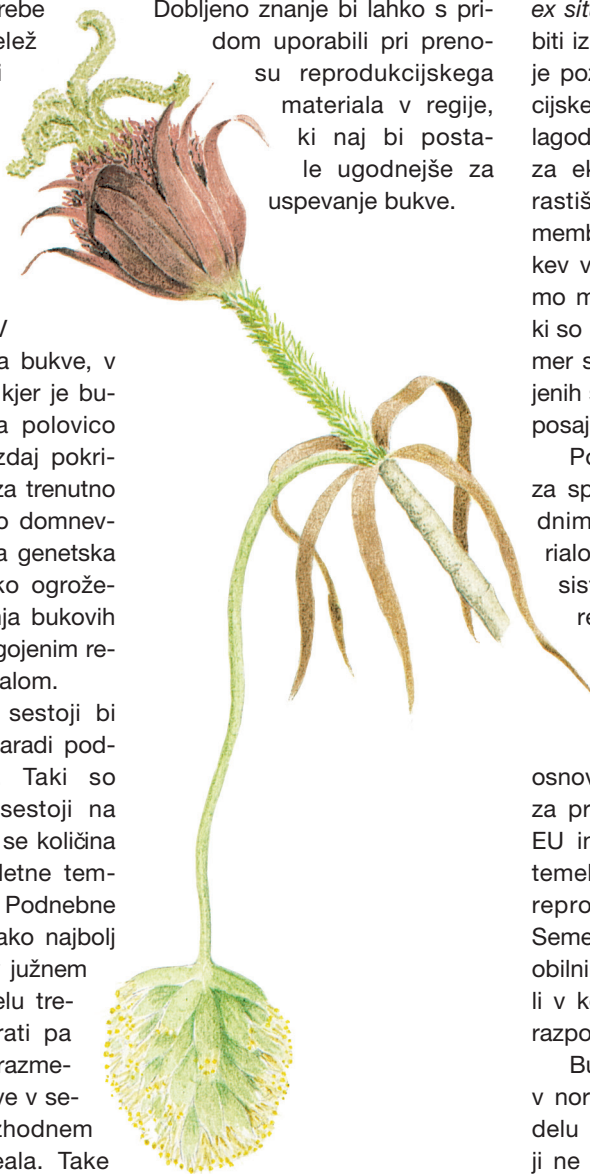 rebe
elež
i
V
a bukve, v
kjer je bu-
a polovico
zdaj pokri-
za trenutno
o domnev-
a genetska
ko ogrože-
nja bukovih
gojenim re-
alom.
sestoji bi
aradi pod-
Taki so
sestoji na
se količina
letne tem-
Podnebne
ako najbolj
južnem
elu tre-
rati pa
razme-
ve v se-
zhodnem
eala. Take
Dobljeno znanje bi lahko s pri-
dom uporabili pri preno-
su reprodukcijskega
materiala v regije,
ki naj bi posta-
le ugodnejše za
uspevanje bukve.
ex situ
biti iz
je poz
cijske
lagod
za ek
rastiš
memb
kev v
mo m
ki so
mer s
jenih s
posaj
Po
za sp
dnim
rialo
sist
re
osnov
za pr
EU in
temel
repro
Seme
obilni
li v ko
razpo
Bu
v nor
delu
ji ne